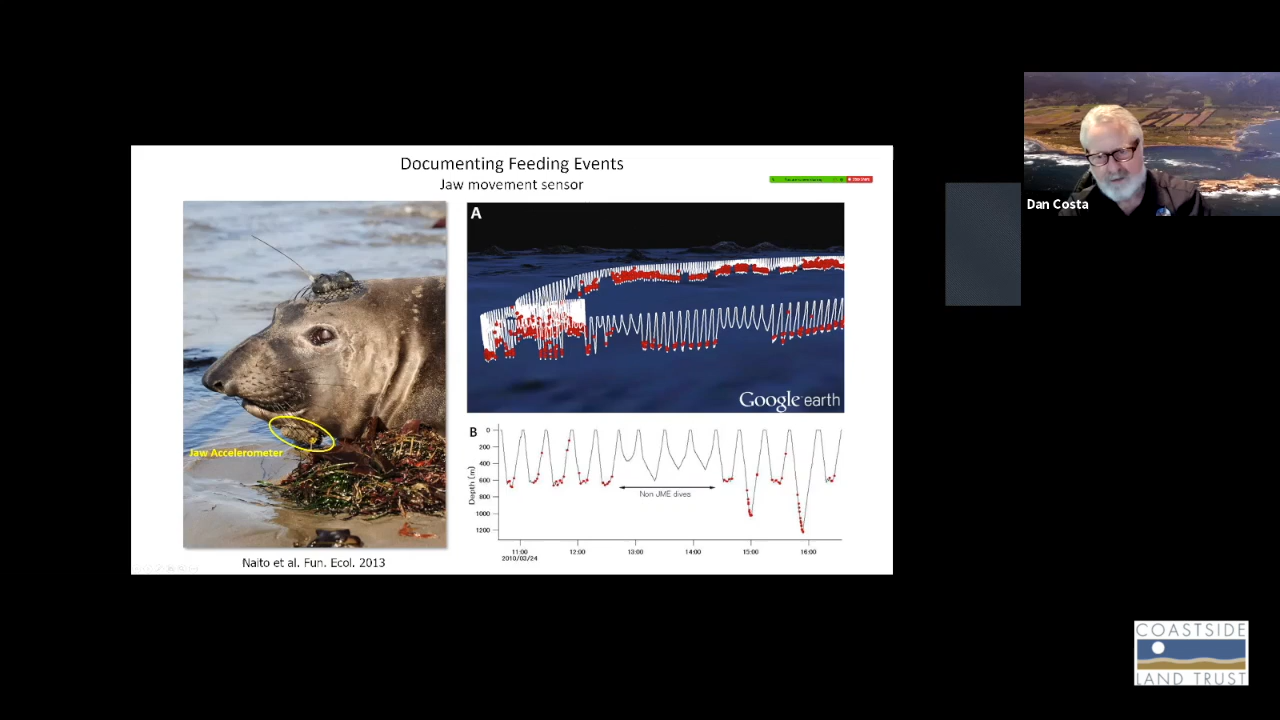 Documenting Feeding Events
Jaw movement sensor
Jaw Accelerometer
Naito et al. Fun. Ecol. 2013
A
Google earth
B
Depth (m)
0
200
400
600
800
1000
1200
Non JME dives
11:00 12:00 13:00 14:00 15:00 16:00
2010/03/24
Dan Costa
COASTSIDE
LAND TRUST